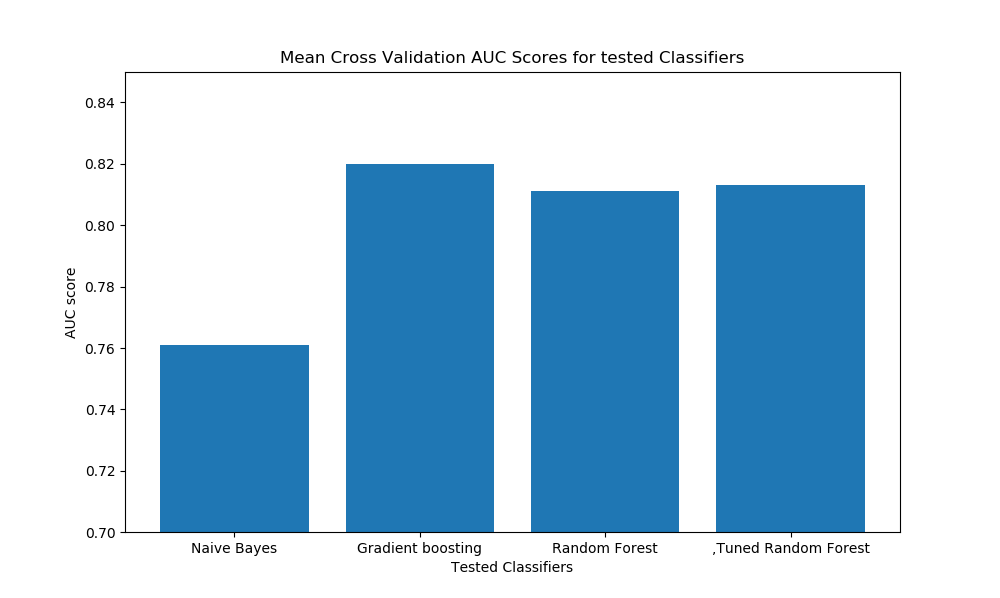 Mean Cross Validation AUC Scores for tested Classifiers
0.84
0.82
0.80
0.78
0.76
0.74
0.72
0.70
AUC score
Naive Bayes
Gradient boosting
Random Forest
,Tuned Random Forest
Tested Classifiers